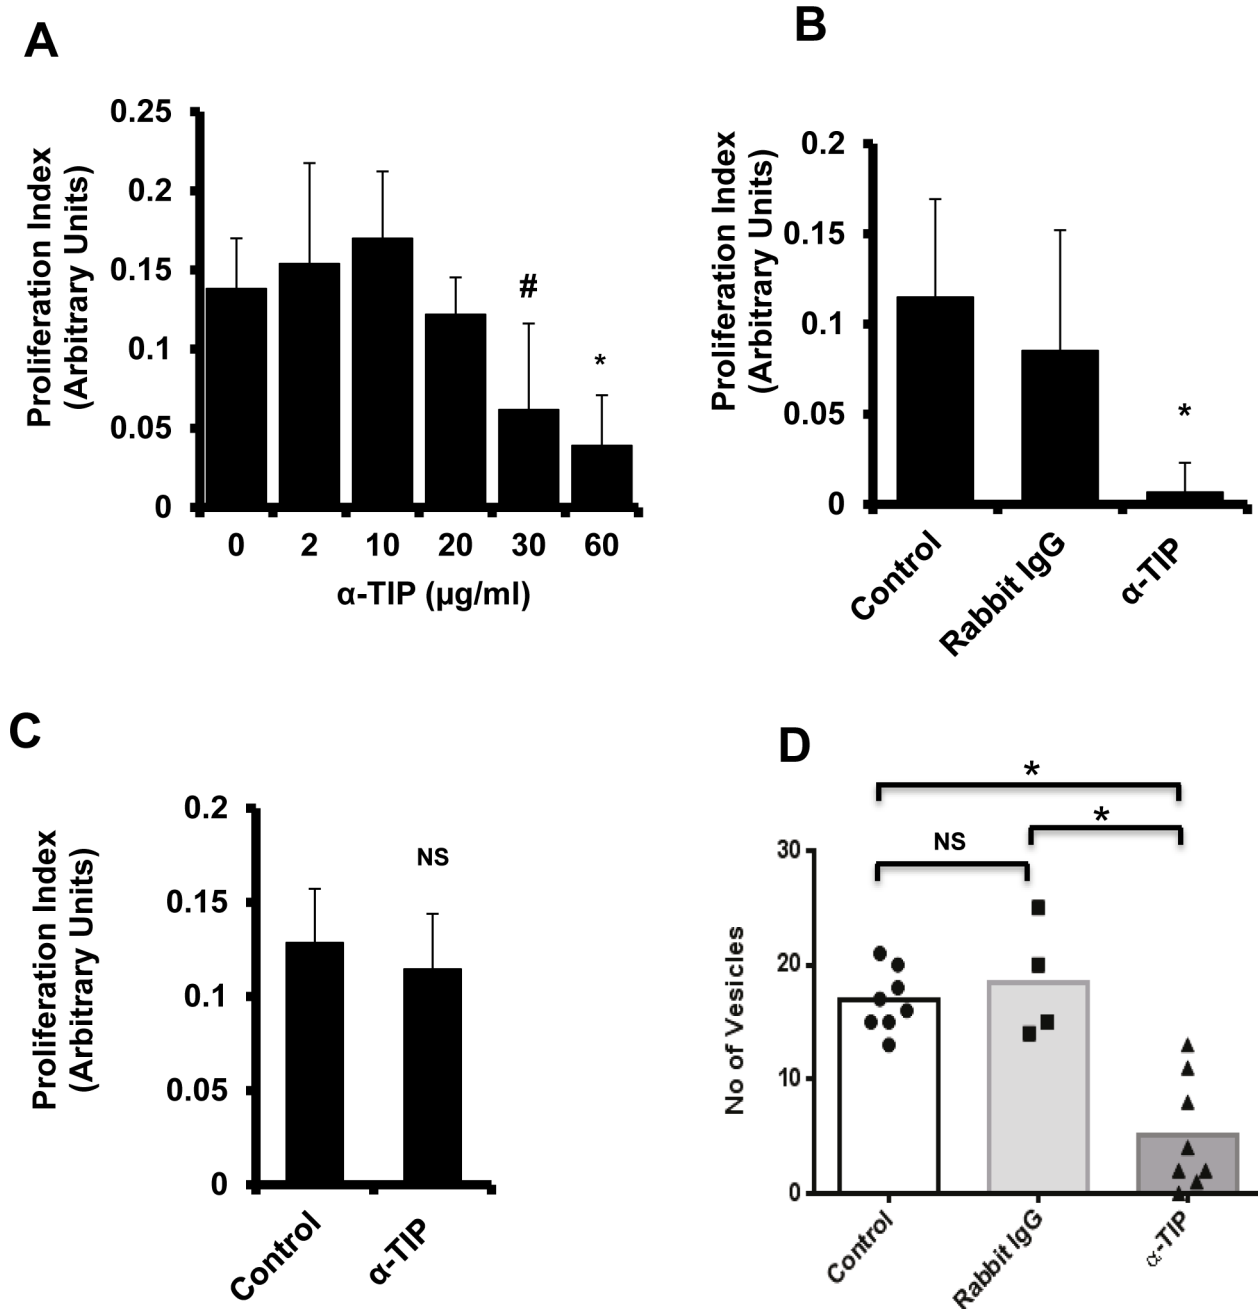 A
Proliferation Index
(Arbitrary Units)
0.25
0.2
0.15
0.1
0.05
0
#
*
0 2 10 20 30 60
α-TIP (µg/ml)
B
Proliferation Index
(Arbitrary Units)
0.2
0.15
0.1
0.05
0
*
Control
Rabbit IgG
α-TIP
C
Proliferation Index
(Arbitrary Units)
0.2
0.15
0.1
0.05
0
NS
Control
α-TIP
D
*
*
NS
No of Vesicles
30
20
10
0
Control
Rabbit IgG
α-TIP